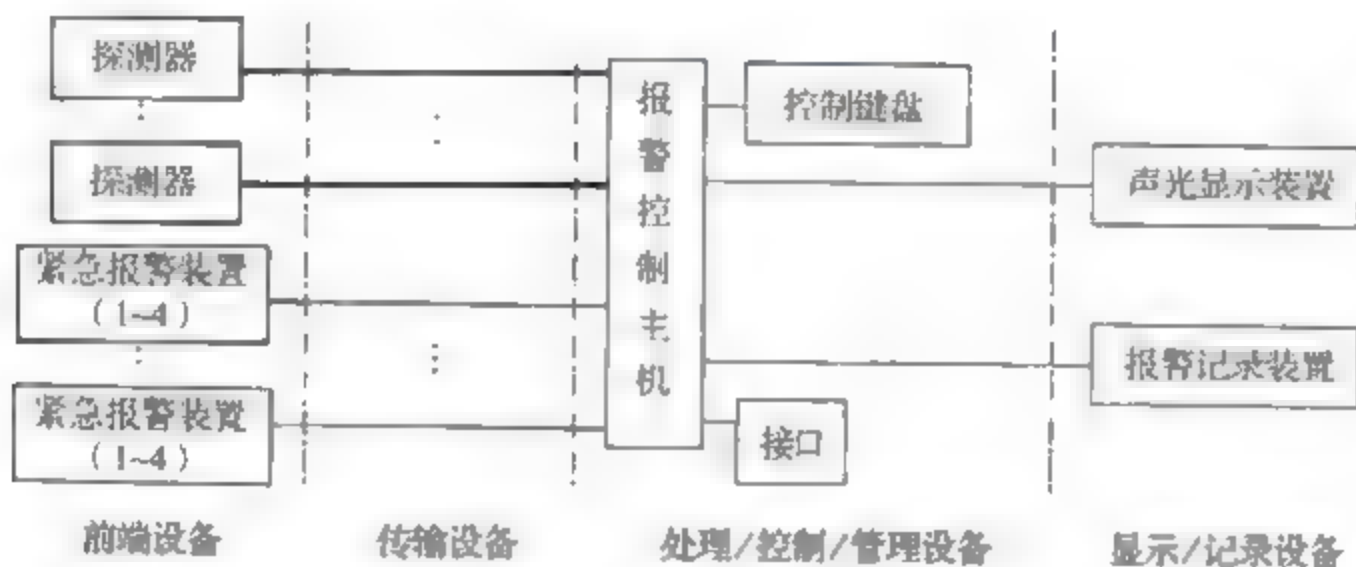 探测器
探测器
紧急报警装置
(1~4)
紧急报警装置
(1~4)
报警控制主机
控制键盘
接口
声光显示装置
报警记录装置
前端设备
传输设备
处理/控制/管理设备
显示/记录设备